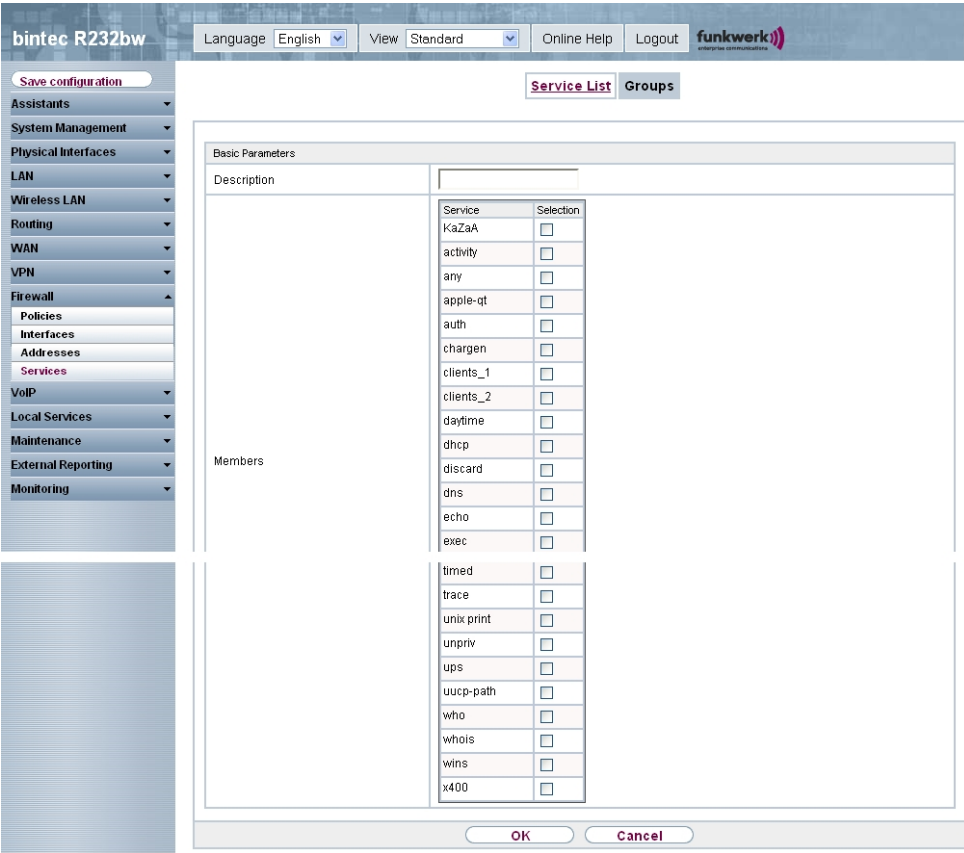 bintec R232bw
Language English View Standard Online Help Logout funkwerk
enterprise communications
Save configuration
Assistants
System Management
Physical Interfaces
LAN
Wireless LAN
Routing
WAN
VPN
Firewall
Policies
Interfaces
Addresses
Services
VoIP
Local Services
Maintenance
External Reporting
Monitoring
Service List Groups
Basic Parameters
Description
Members
Service Selection
KaZaA
activity
any
apple-qt
auth
chargen
clients_1
clients_2
daytime
dhcp
discard
dns
echo
exec
timed
trace
unix print
unpriv
ups
uucp-path
who
whois
wins
x400
OK Cancel